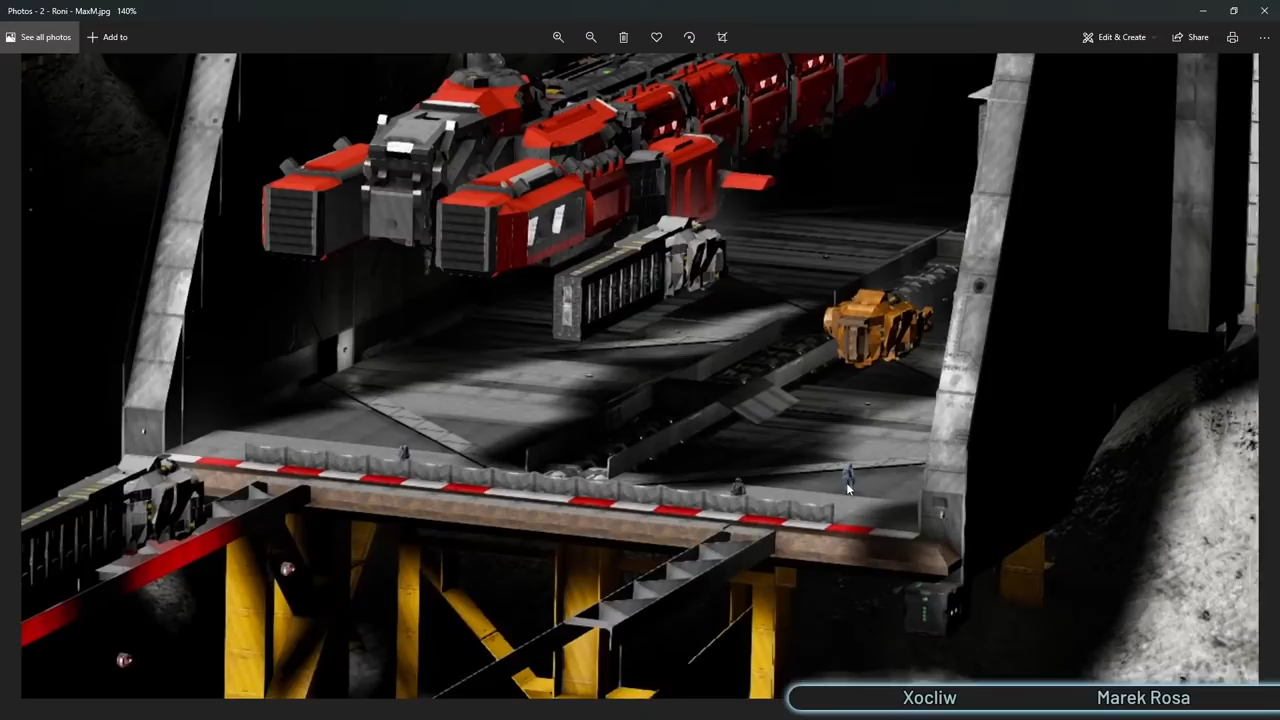 Photos - 2 - Roni - MaxM.jpg 140%
See all photos
Add to
Edit & Create
Share
Xocliw
Marek Rosa